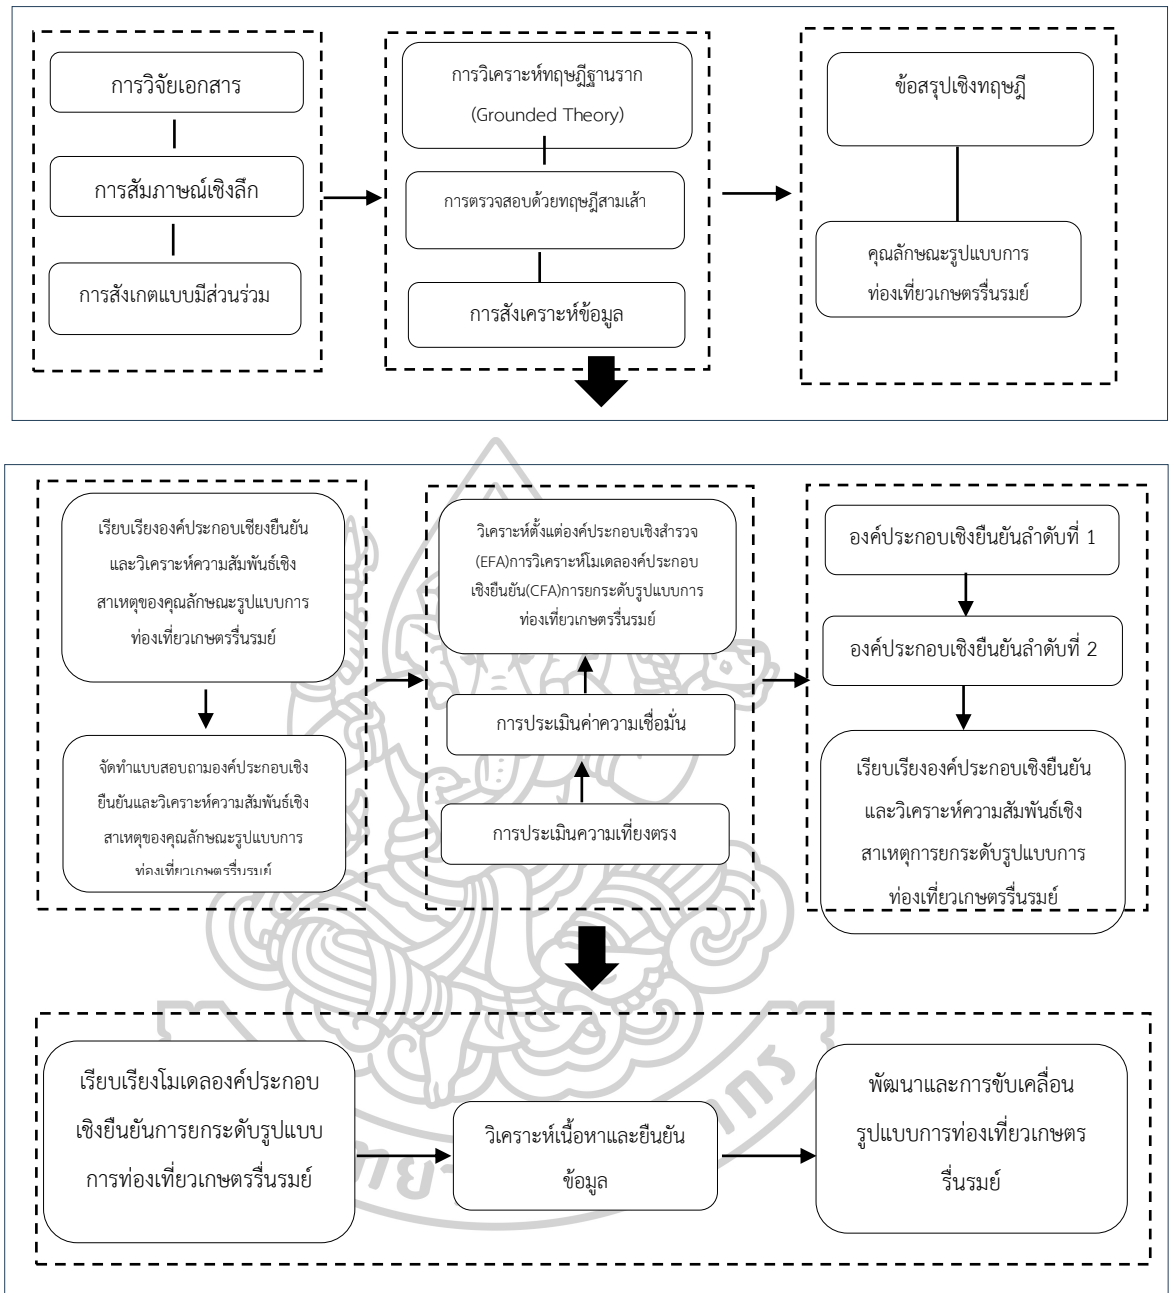 การวิจัยเอกสาร
การสัมภาษณ์เชิงลึก
การสังเกตแบบมีส่วนร่วม
การวิเคราะห์ทฤษฎีฐานราก
(Grounded Theory)
การตรวจสอบด้วยทฤษฎีสามเส้า
การสังเคราะห์ข้อมูล
ข้อสรุปเชิงทฤษฎี
คุณลักษณะรูปแบบการ
ท่องเที่ยวเกษตรรื่นรมย์
เรียบเรียงองค์ประกอบเชียงยืนยัน
และวิเคราะห์ความสัมพันธ์เชิง
สาเหตุของคุณลักษณะรูปแบบการ
ท่องเที่ยวเกษตรรื่นรมย์
จัดทำแบบสอบถามองค์ประกอบเชิง
ยืนยันและวิเคราะห์ความสัมพันธ์เชิง
สาเหตุของคุณลักษณะรูปแบบการ
ท่องเที่ยวเกษตรรื่นรมย์
วิเคราะห์ตั้งแต่องค์ประกอบเชิงสำรวจ
(EFA)การวิเคราะห์โมเดลองค์ประกอบ
เชิงยืนยัน(CFA)การยกระดับรูปแบบการ
ท่องเที่ยวเกษตรรื่นรมย์
การประเมินค่าความเชื่อมั่น
การประเมินความเที่ยงตรง
องค์ประกอบเชิงยืนยันลำดับที่ 1
องค์ประกอบเชิงยืนยันลำดับที่ 2
เรียบเรียงองค์ประกอบเชิงยืนยัน
และวิเคราะห์ความสัมพันธ์เชิง
สาเหตุการยกระดับรูปแบบการ
ท่องเที่ยวเกษตรรื่นรมย์
เรียบเรียงโมเดลองค์ประกอบ
เชิงยืนยันการยกระดับรูปแบบ
การท่องเที่ยวเกษตรรื่นรมย์
วิเคราะห์เนื้อหาและยืนยัน
ข้อมูล
พัฒนาและการขับเคลื่อน
รูปแบบการท่องเที่ยวเกษตร
รื่นรมย์